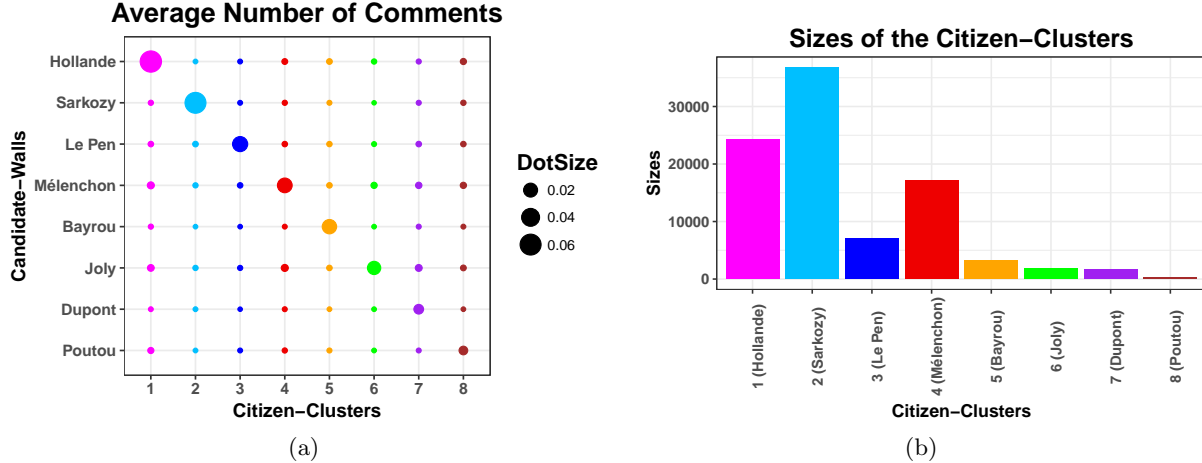 Average Number of Comments
Candidate−Walls
Hollande
Sarkozy
Le Pen
Mélenchon
Bayrou
Joly
Dupont
Poutou
1 2 3 4 5 6 7 8
Citizen−Clusters
DotSize
0.02
0.04
0.06
(a)
Sizes of the Citizen−Clusters
Sizes
30000
20000
10000
0
1 (Hollande)
2 (Sarkozy)
3 (Le Pen)
4 (Mélenchon)
5 (Bayrou)
6 (Joly)
7 (Dupont)
8 (Poutou)
Citizen−Clusters
(b)